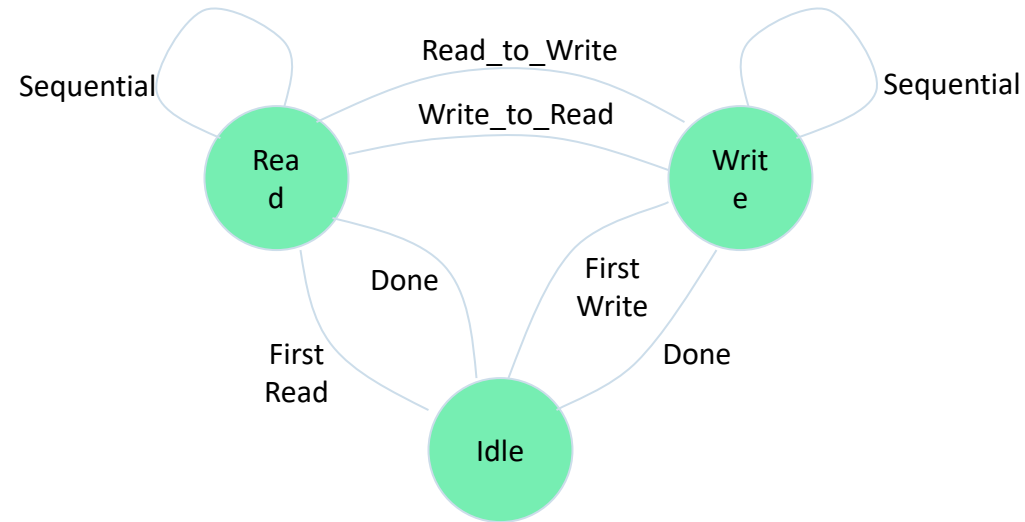 Read_to_Write
Sequential
Sequential
Write_to_Read
Rea
d
Writ
e
Done
First
Write
First
Read
Done
Idle